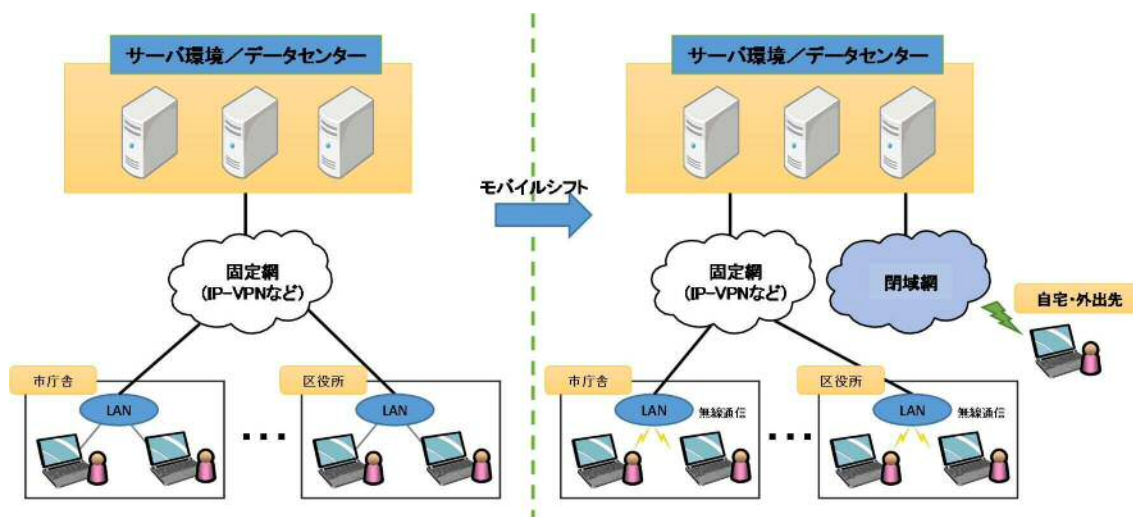 サーバ環境／データセンター
固定網
(IP-VPNなど)
市庁舎
LAN
・・・
区役所
LAN
モバイルシフト
サーバ環境／データセンター
固定網
(IP-VPNなど)
閉域網
自宅・外出先
市庁舎
LAN
無線通信
・・・
区役所
LAN
無線通信